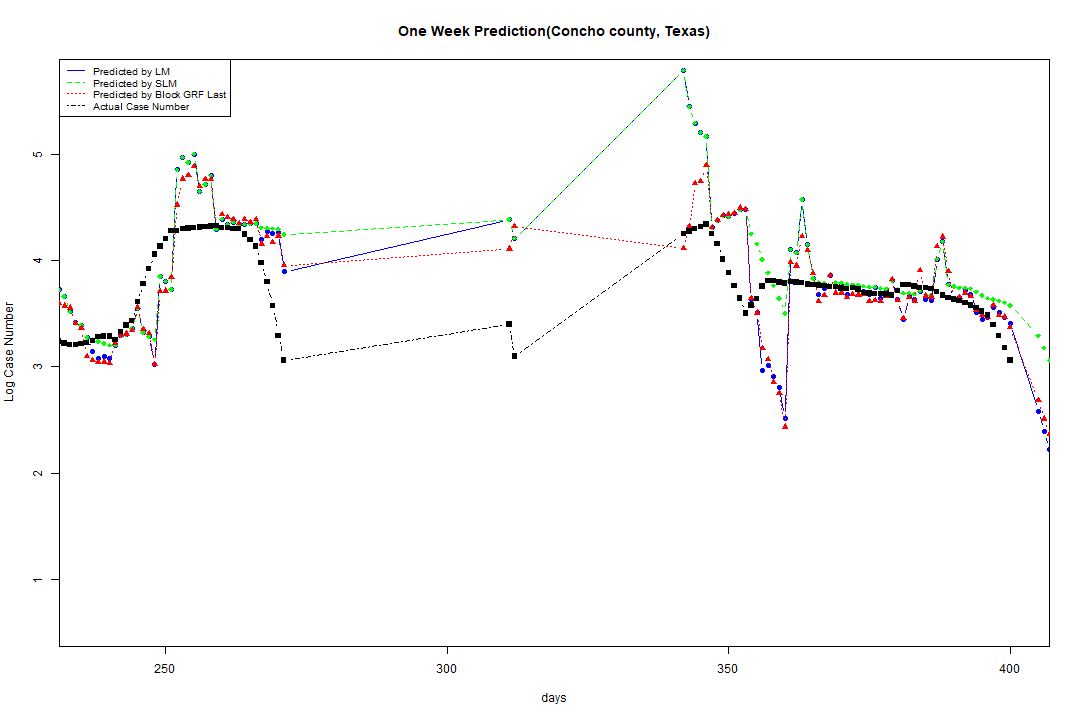 One Week Prediction(Concho county, Texas)
Predicted by LM
Predicted by SLM
Predicted by Block GRF Last
Actual Case Number
5
4
3
2
1
Log Case Number
250 300 350 400
days